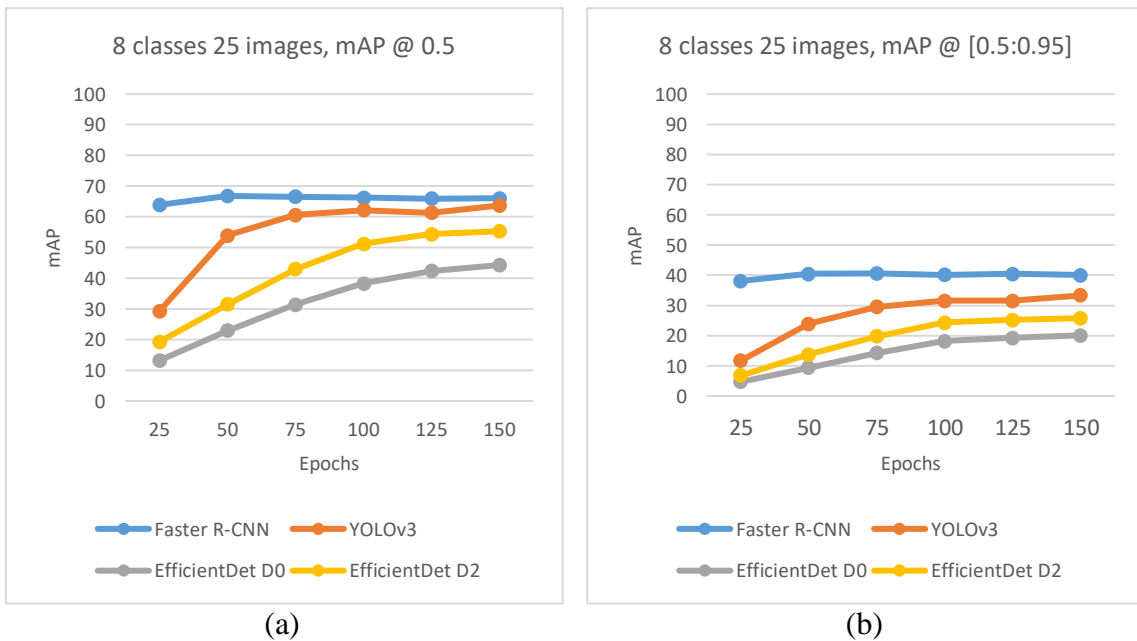 8 classes 25 images, mAP @ 0.5
100
90
80
70
60
50
40
30
20
10
0
mAP
25 50 75 100 125 150
Epochs
Faster R-CNN YOLOv3
EfficientDet D0 EfficientDet D2
(a)
8 classes 25 images, mAP @ [0.5:0.95]
100
90
80
70
60
50
40
30
20
10
0
mAP
25 50 75 100 125 150
Epochs
Faster R-CNN YOLOv3
EfficientDet D0 EfficientDet D2
(b)